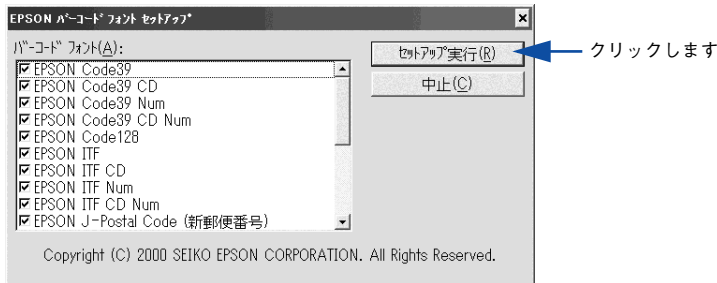 EPSON ﾊﾞｰｺｰﾄﾞ ﾌｫﾝﾄ ｾｯﾄｱｯﾌﾟ
ﾊﾞｰｺｰﾄﾞ ﾌｫﾝﾄ(A):
EPSON Code39
EPSON Code39 CD
EPSON Code39 Num
EPSON Code39 CD Num
EPSON Code128
EPSON ITF
EPSON ITF CD
EPSON ITF Num
EPSON ITF CD Num
EPSON J-Postal Code (新郵便番号)
ｾｯﾄｱｯﾌﾟ実行(R)
クリックします
中止(C)
Copyright (C) 2000 SEIKO EPSON CORPORATION. All Rights Reserved.